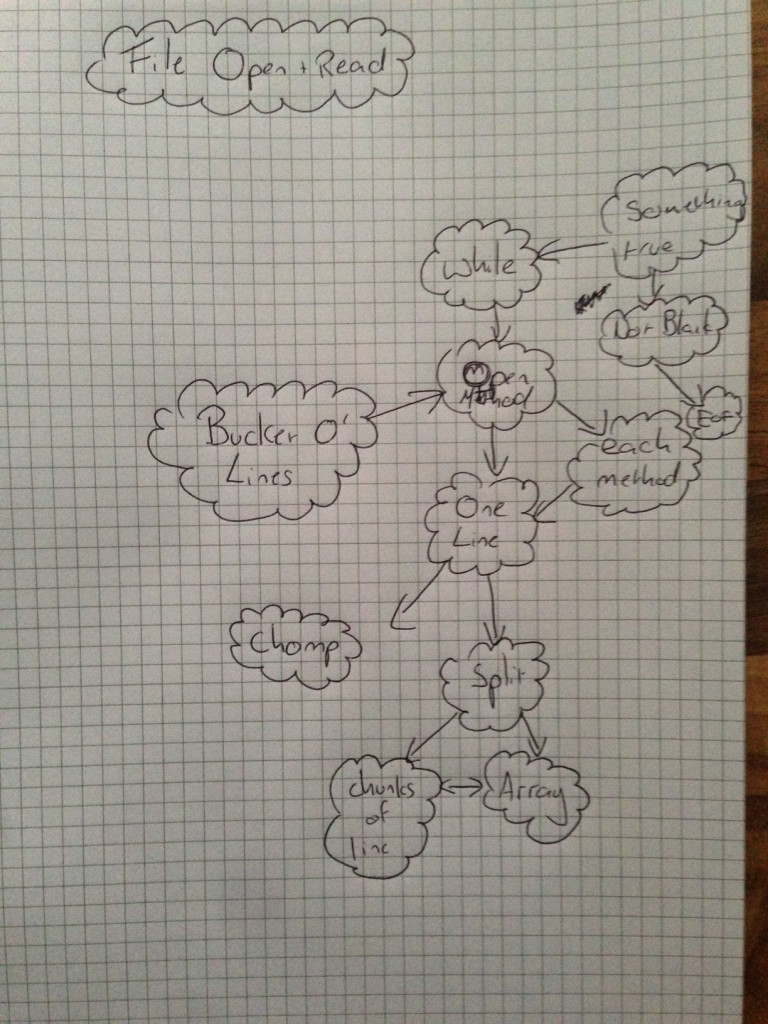 File Open + Read
Something
true
While
Not Blank
Open
Method
Eof
Bucket O'
Lines
each
method
One
Line
Chomp
Split
chunks
of
line
Array